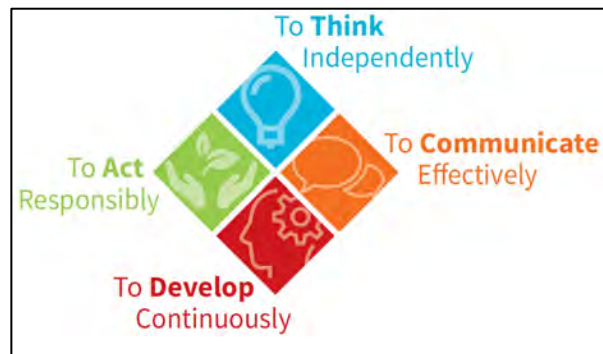 To Think
Independently
To Communicate
Effectively
To Act
Responsibly
To Develop
Continuously